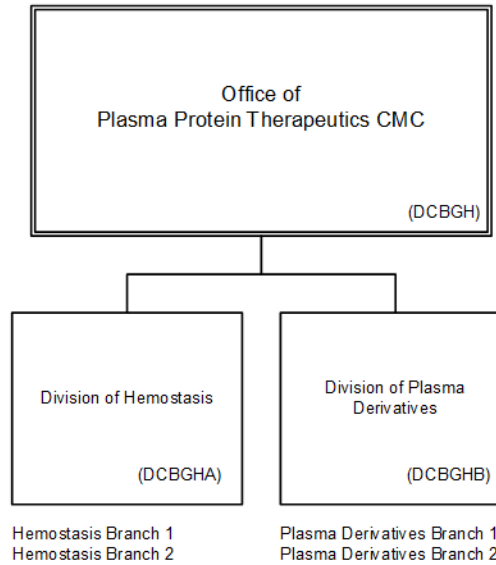 Office of
Plasma Protein Therapeutics CMC
(DCBGH)
Division of Hemostasis
(DCBGHA)
Division of Plasma
Derivatives
(DCBGHB)
Hemostasis Branch 1
Hemostasis Branch 2
Plasma Derivatives Branch 1
Plasma Derivatives Branch 2